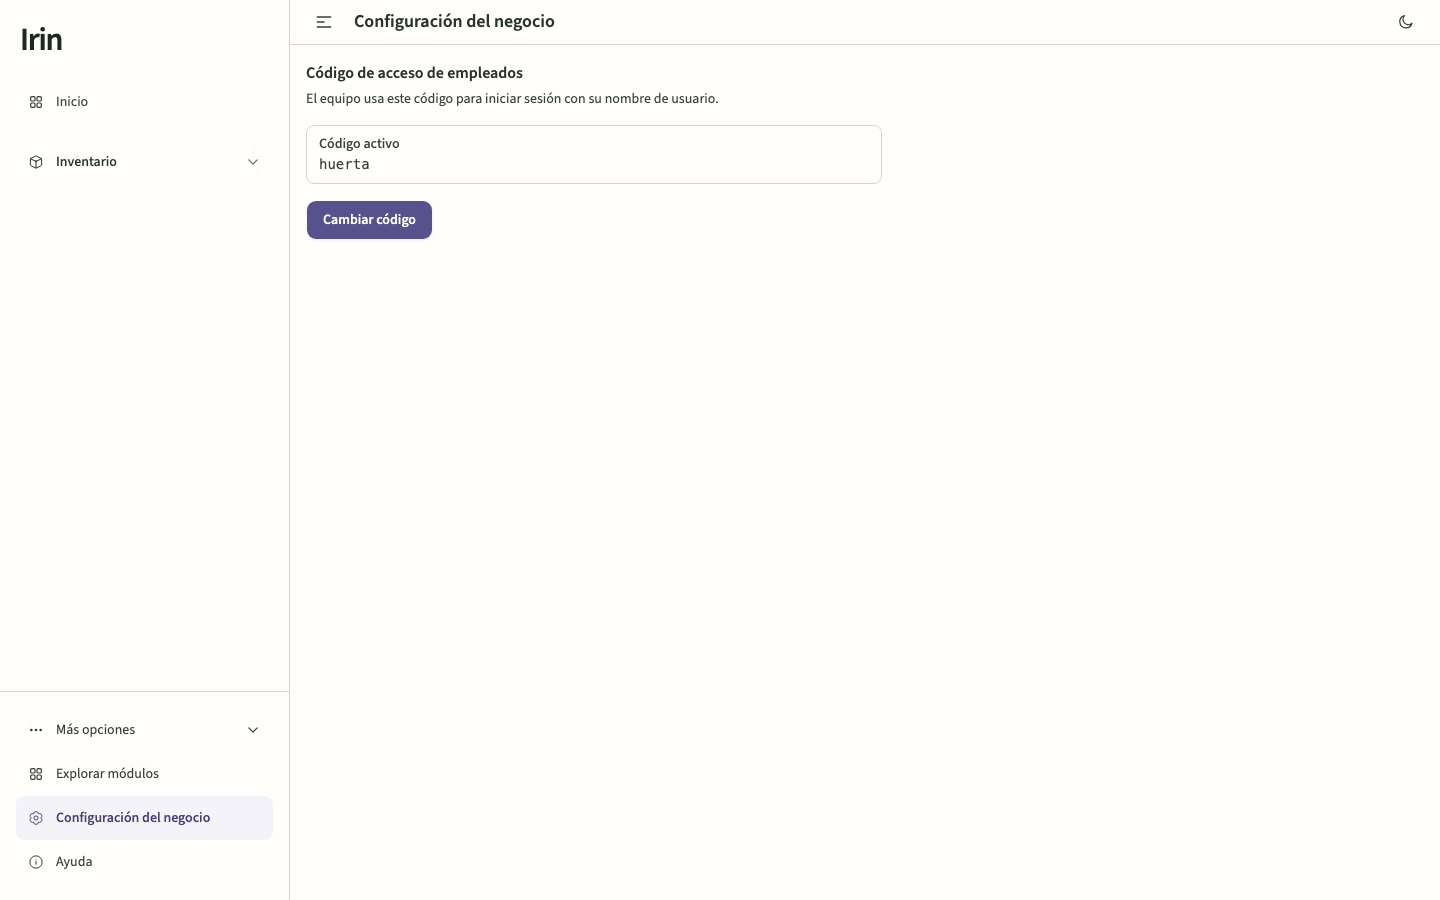 Irin
Inicio
Inventario
Más opciones
Explorar módulos
Configuración del negocio
Ayuda
Configuración del negocio
Código de acceso de empleados
El equipo usa este código para iniciar sesión con su nombre de usuario.
Código activo
huerta
Cambiar código